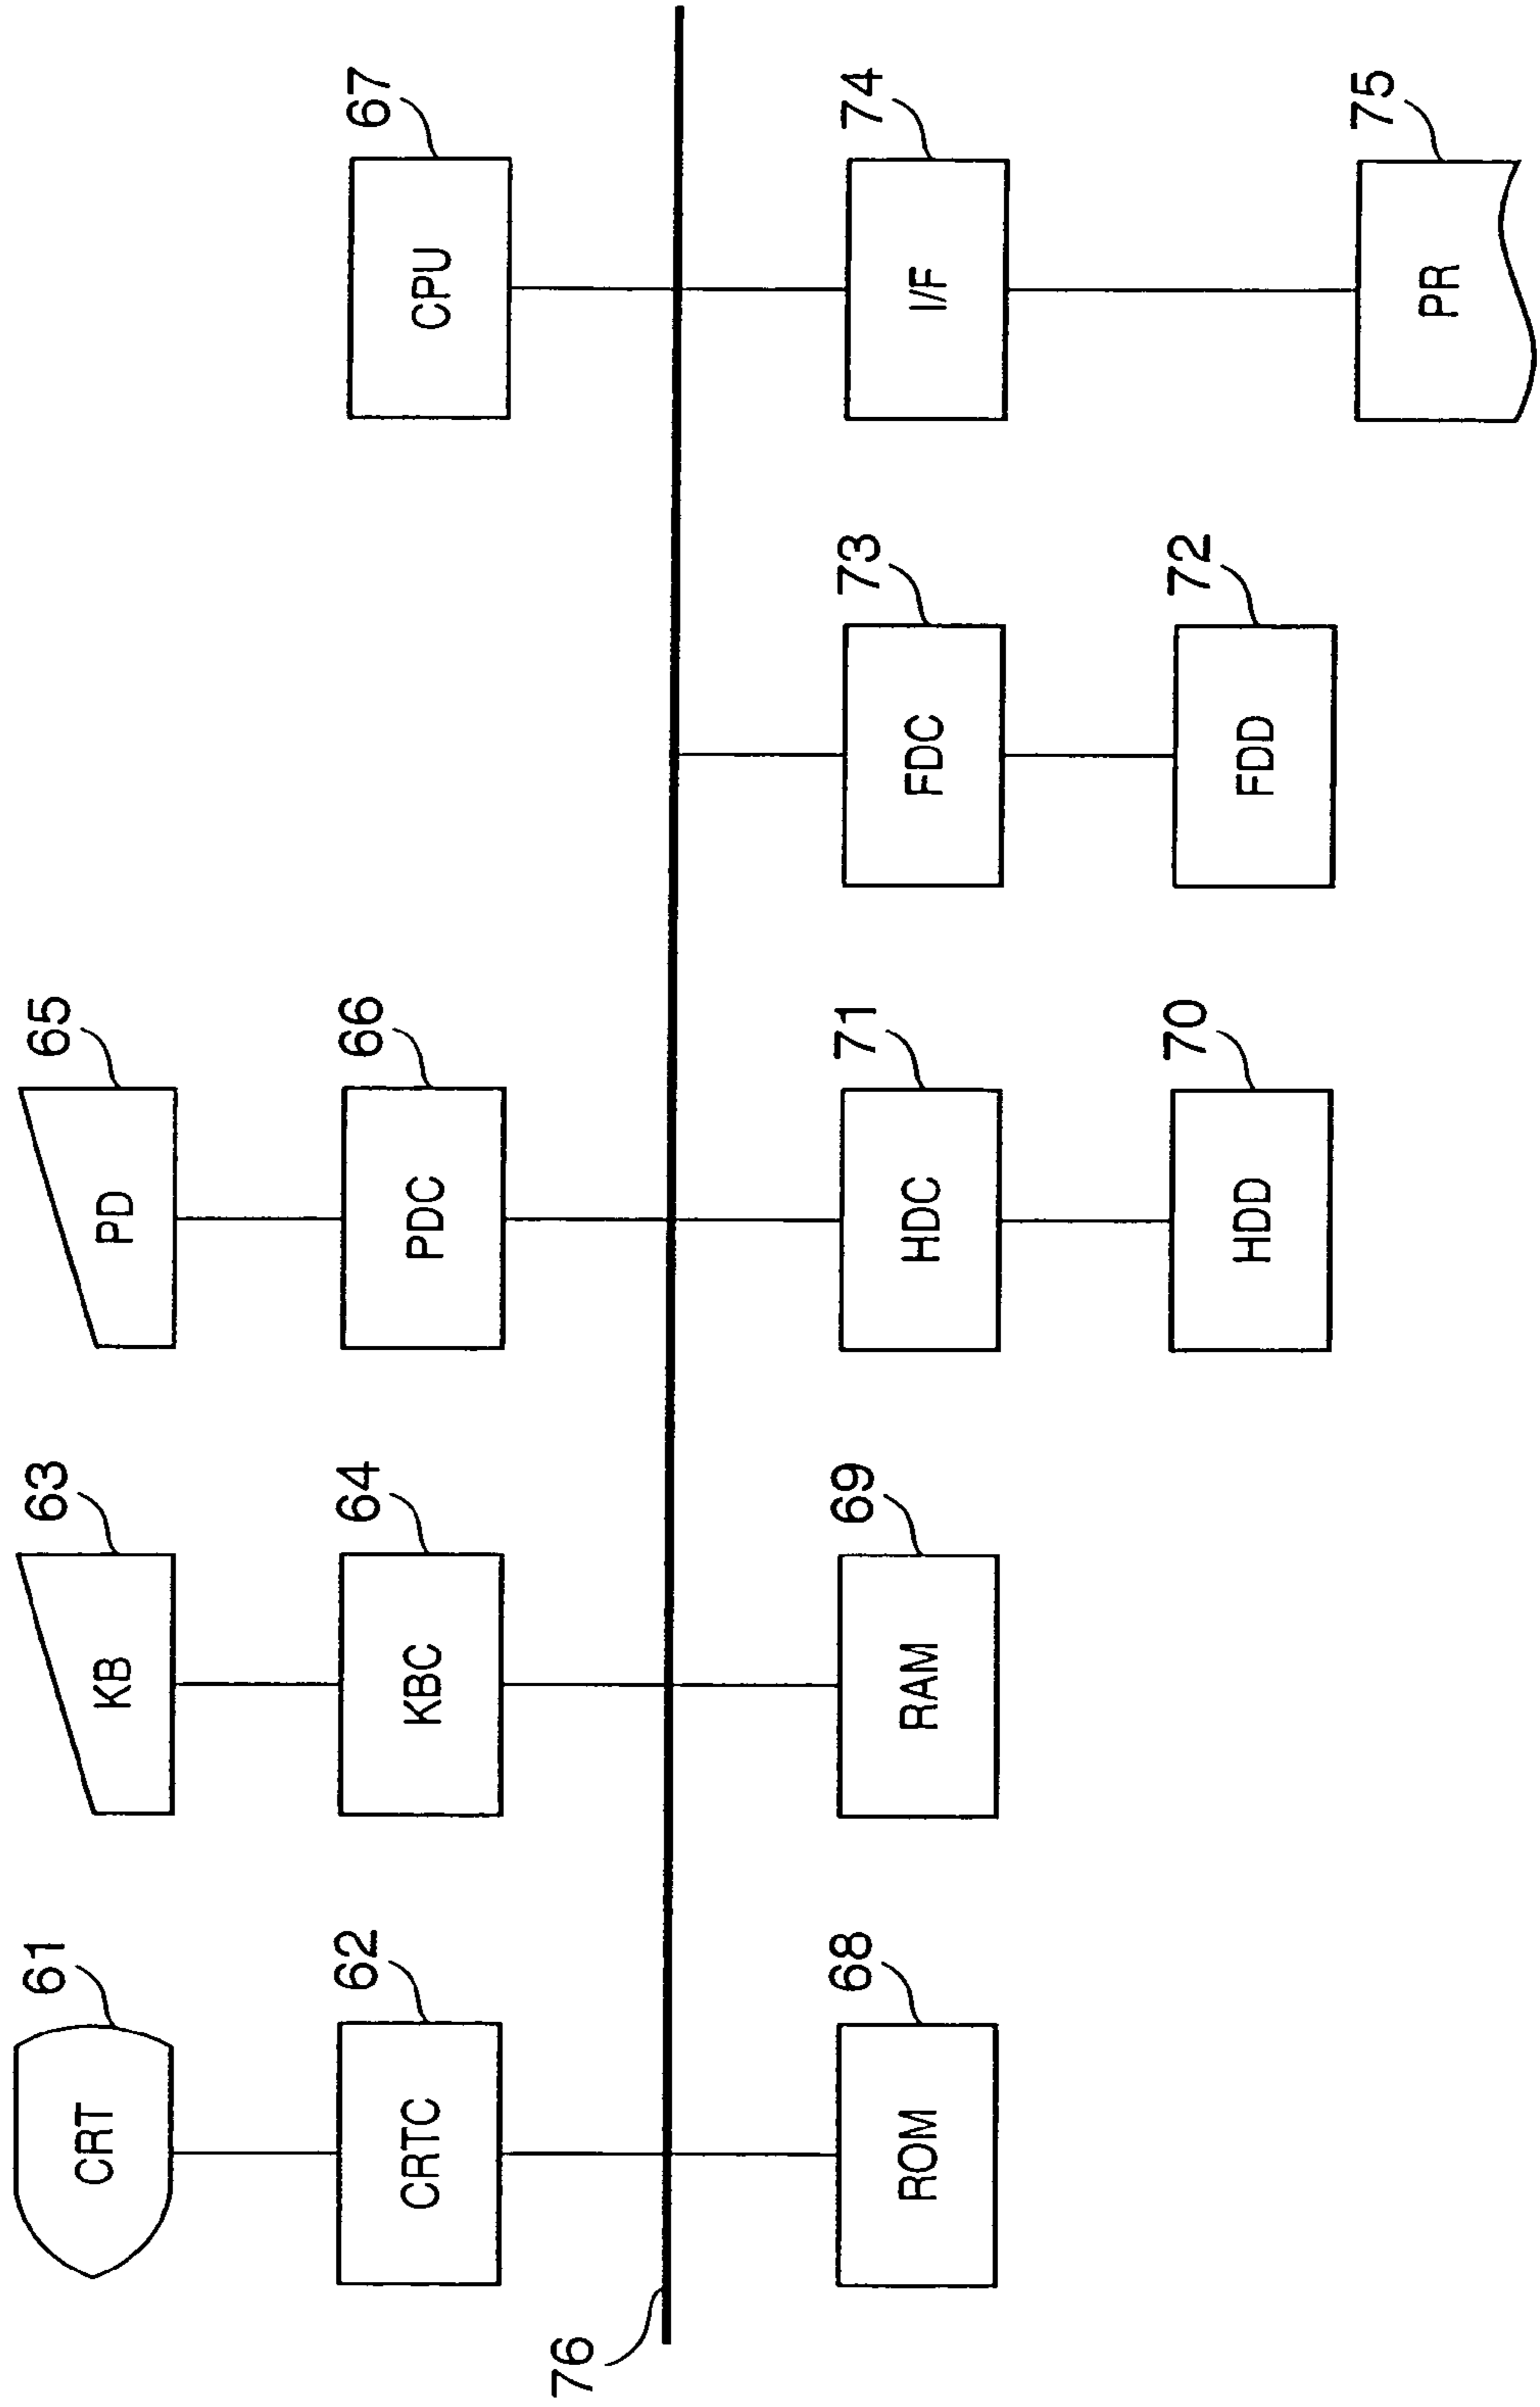 61
63
65
CRT
KB
PD
62
64
66
67
CRTC
KBC
PDC
CPU
76
68
69
71
73
74
ROM
RAM
HDC
FDC
I/F
70
72
75
HDD
FDD
PR